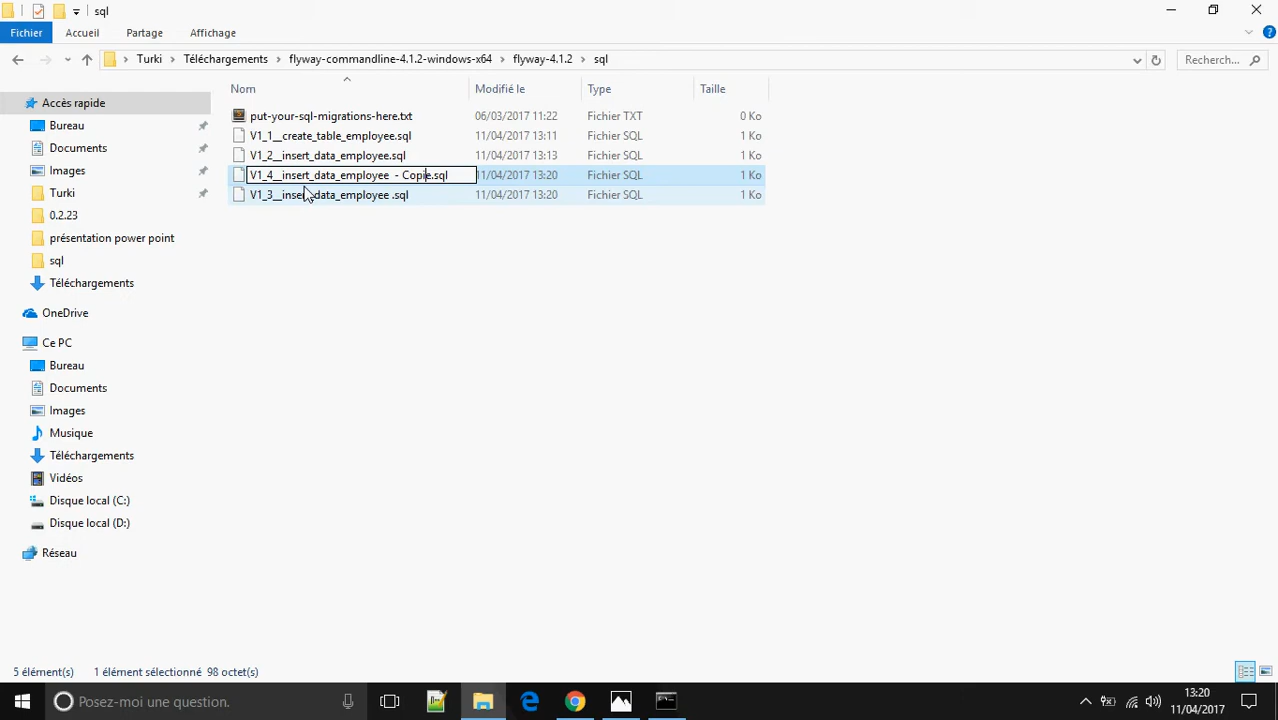 sql
Fichier Accueil Partage Affichage
Turki > Téléchargements > flyway-commandline-4.1.2-windows-x64 > flyway-4.1.2 > sql Recherch...
Nom Modifié le Type Taille
Accès rapide
Bureau
Documents
Images
Turki
0.2.23
présentation power point
sql
Téléchargements
OneDrive
Ce PC
Bureau
Documents
Images
Musique
Téléchargements
Vidéos
Disque local (C:)
Disque local (D:)
Réseau
put-your-sql-migrations-here.txt 06/03/2017 11:22 Fichier TXT 0 Ko
V1_1__create_table_employee.sql 11/04/2017 13:11 Fichier SQL 1 Ko
V1_2__insert_data_employee.sql 11/04/2017 13:13 Fichier SQL 1 Ko
V1_4__insert_data_employee - Copie.sql 11/04/2017 13:20 Fichier SQL 1 Ko
V1_3__insert_data_employee .sql 11/04/2017 13:20 Fichier SQL 1 Ko
5 élément(s) 1 élément sélectionné 98 octet(s)
Posez-moi une question.
13:20
11/04/2017